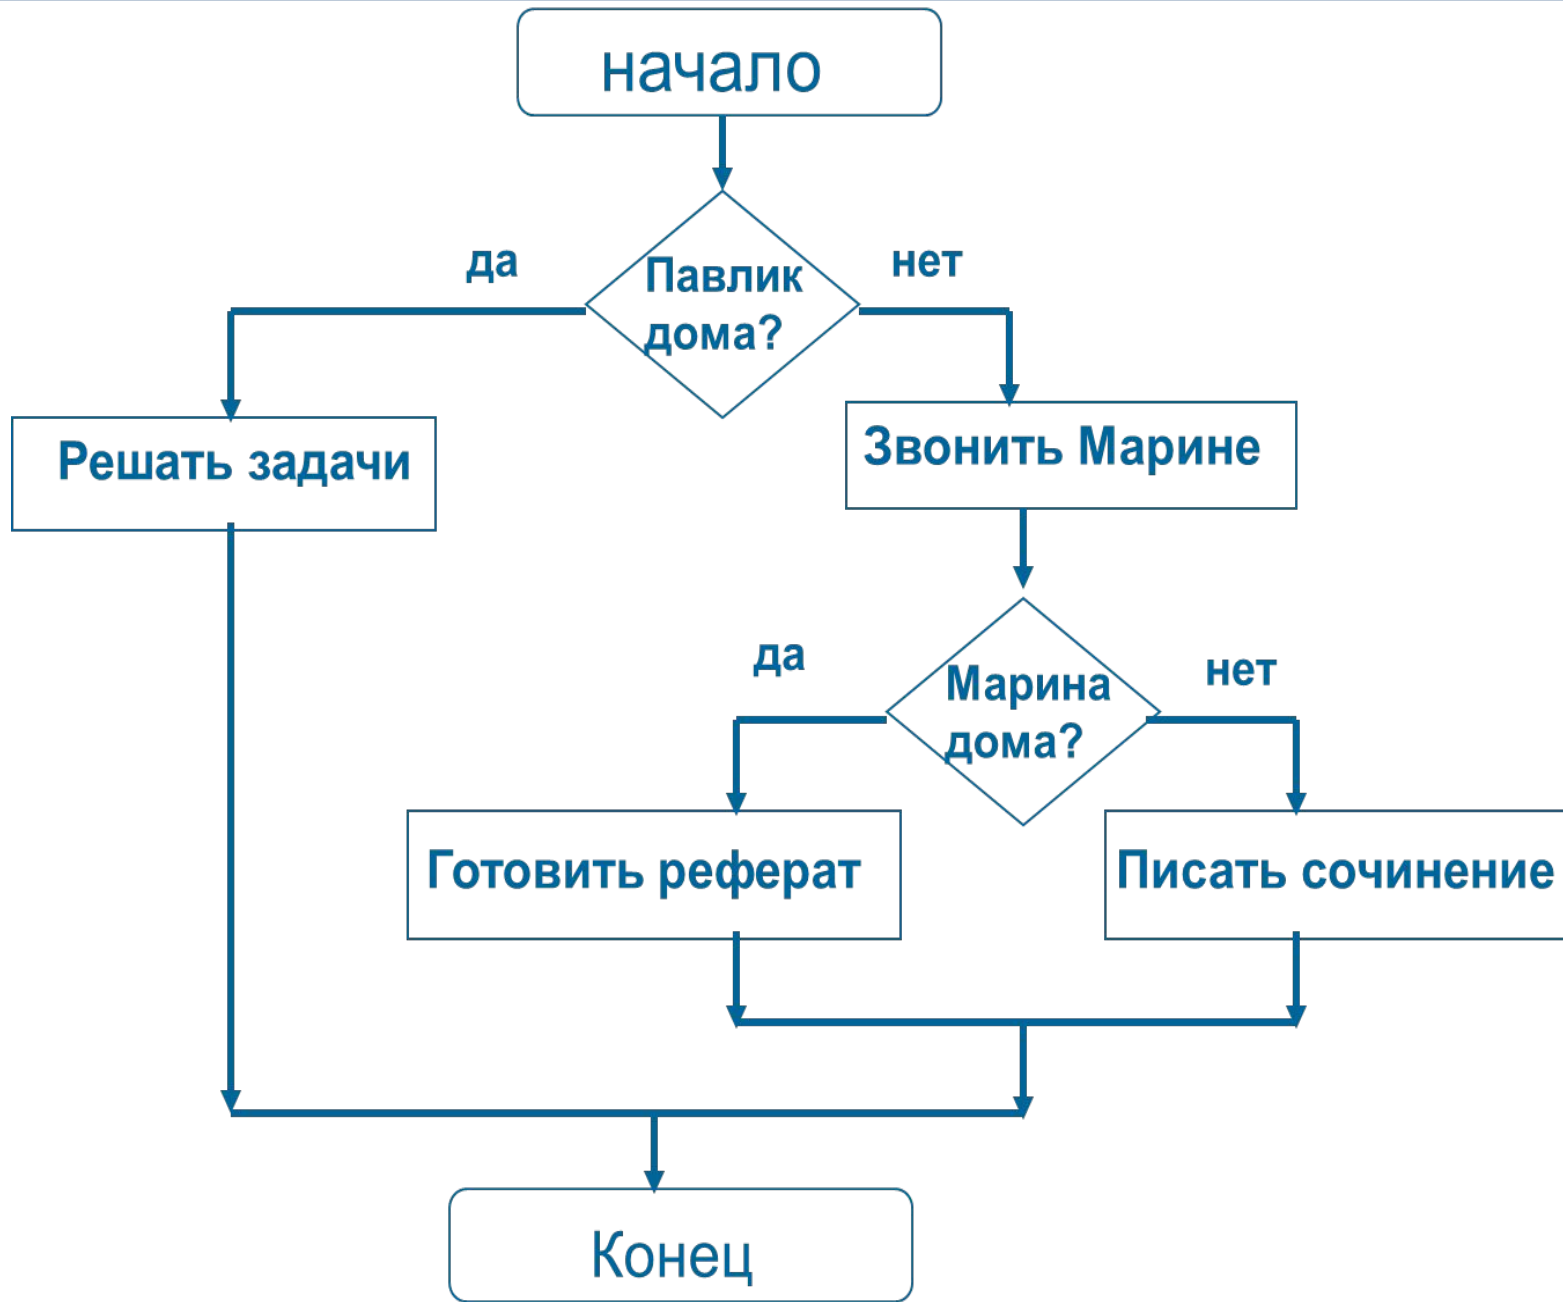 начало
да
Павлик
дома?
нет
Решать задачи
Звонить Марине
да
Марина
дома?
нет
Готовить реферат
Писать сочинение
Конец